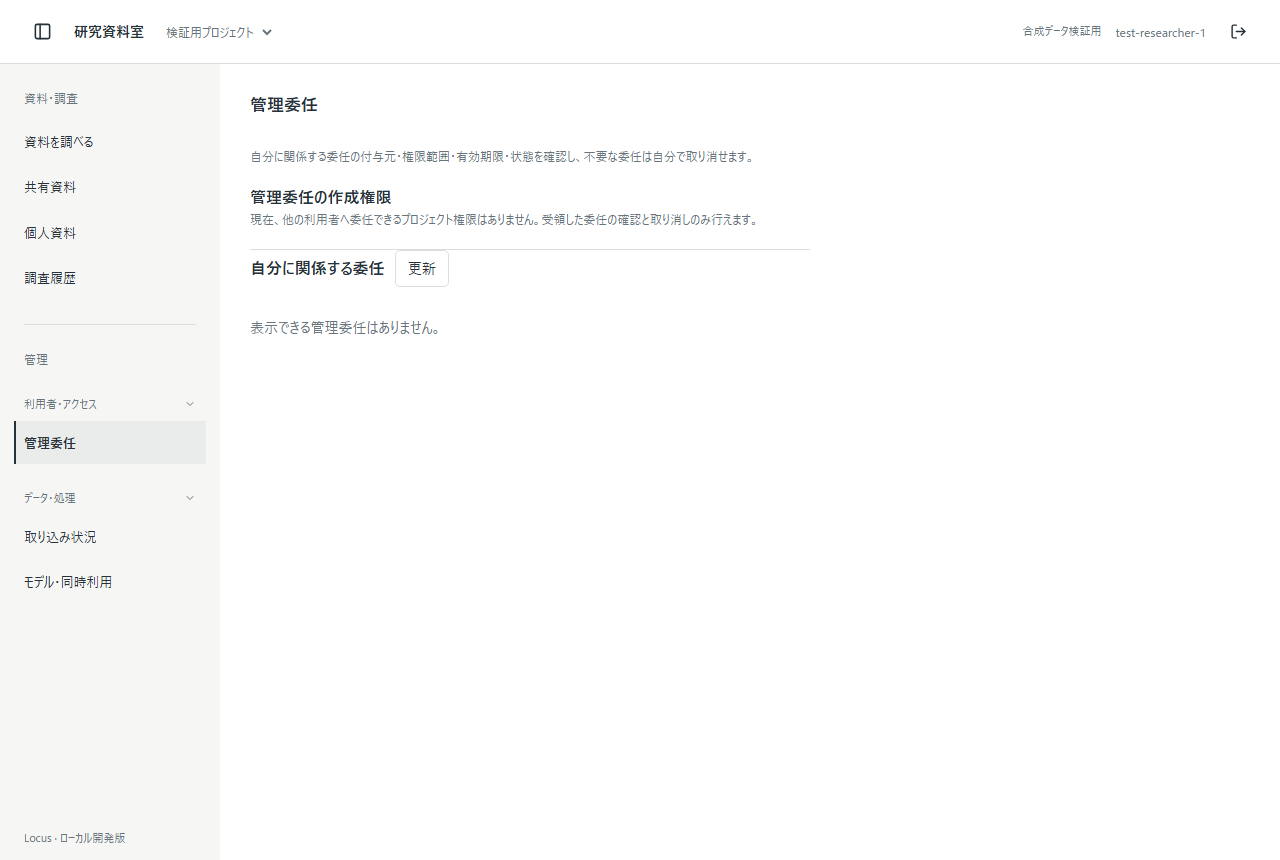 研究資料室
検証用プロジェクト
合成データ検証用
test-researcher-1
資料・調査
資料を調べる
共有資料
個人資料
調査履歴
管理
利用者・アクセス
管理委任
データ・処理
取り込み状況
モデル・同時利用
Locus · ローカル開発版
管理委任
自分に関係する委任の付与元・権限範囲・有効期限・状態を確認し、不要な委任は自分で取り消せます。
管理委任の作成権限
現在、他の利用者へ委任できるプロジェクト権限はありません。受領した委任の確認と取り消しのみ行えます。
自分に関係する委任
更新
表示できる管理委任はありません。